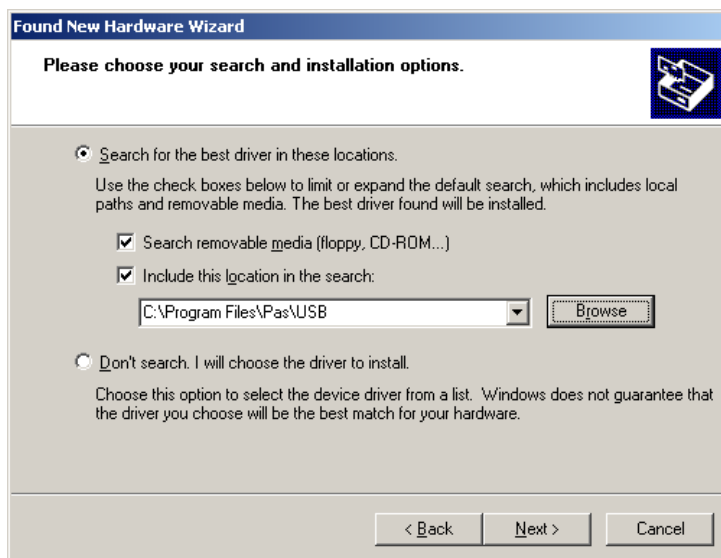 Found New Hardware Wizard
Please choose your search and installation options.
Search for the best driver in these locations.
Use the check boxes below to limit or expand the default search, which includes local
paths and removable media. The best driver found will be installed.
Search removable media (floppy, CD-ROM...)
Include this location in the search:
C:\Program Files\Pas\USB
Browse
Don't search. I will choose the driver to install.
Choose this option to select the device driver from a list. Windows does not guarantee that
the driver you choose will be the best match for your hardware.
< Back
Next >
Cancel